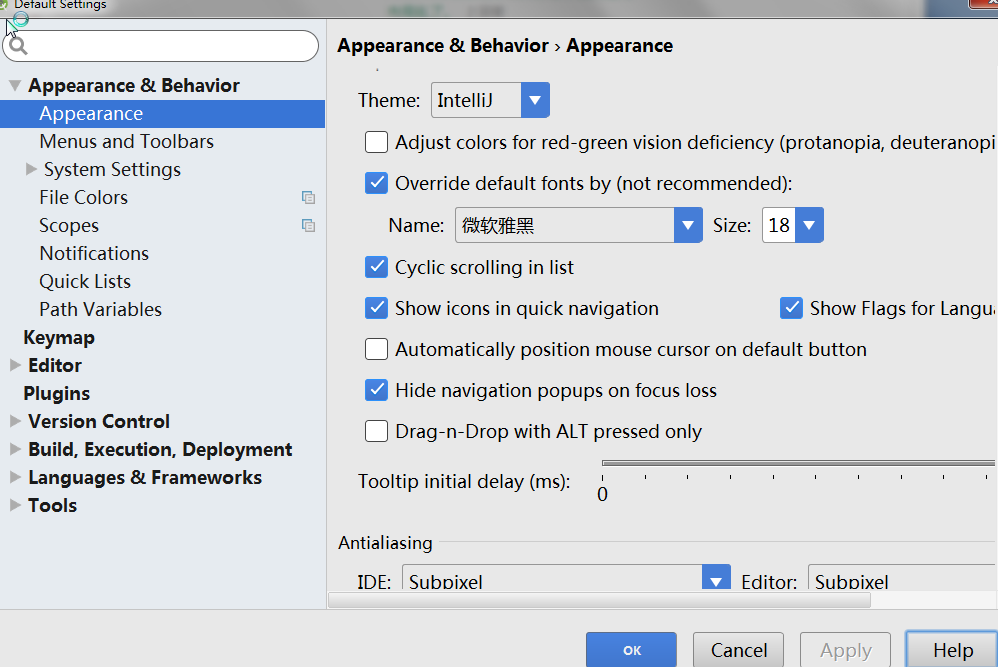 Default Settings
Appearance & Behavior
Appearance
Menus and Toolbars
System Settings
File Colors
Scopes
Notifications
Quick Lists
Path Variables
Keymap
Editor
Plugins
Version Control
Build, Execution, Deployment
Languages & Frameworks
Tools
Appearance & Behavior › Appearance
Theme: IntelliJ
Adjust colors for red-green vision deficiency (protanopia, deuteranopi
Override default fonts by (not recommended):
Name: 微软雅黑 Size: 18
Cyclic scrolling in list
Show icons in quick navigation Show Flags for Langu
Automatically position mouse cursor on default button
Hide navigation popups on focus loss
Drag-n-Drop with ALT pressed only
Tooltip initial delay (ms):
0
Antialiasing
IDE: Subpixel Editor: Subpixel
OK Cancel Apply Help